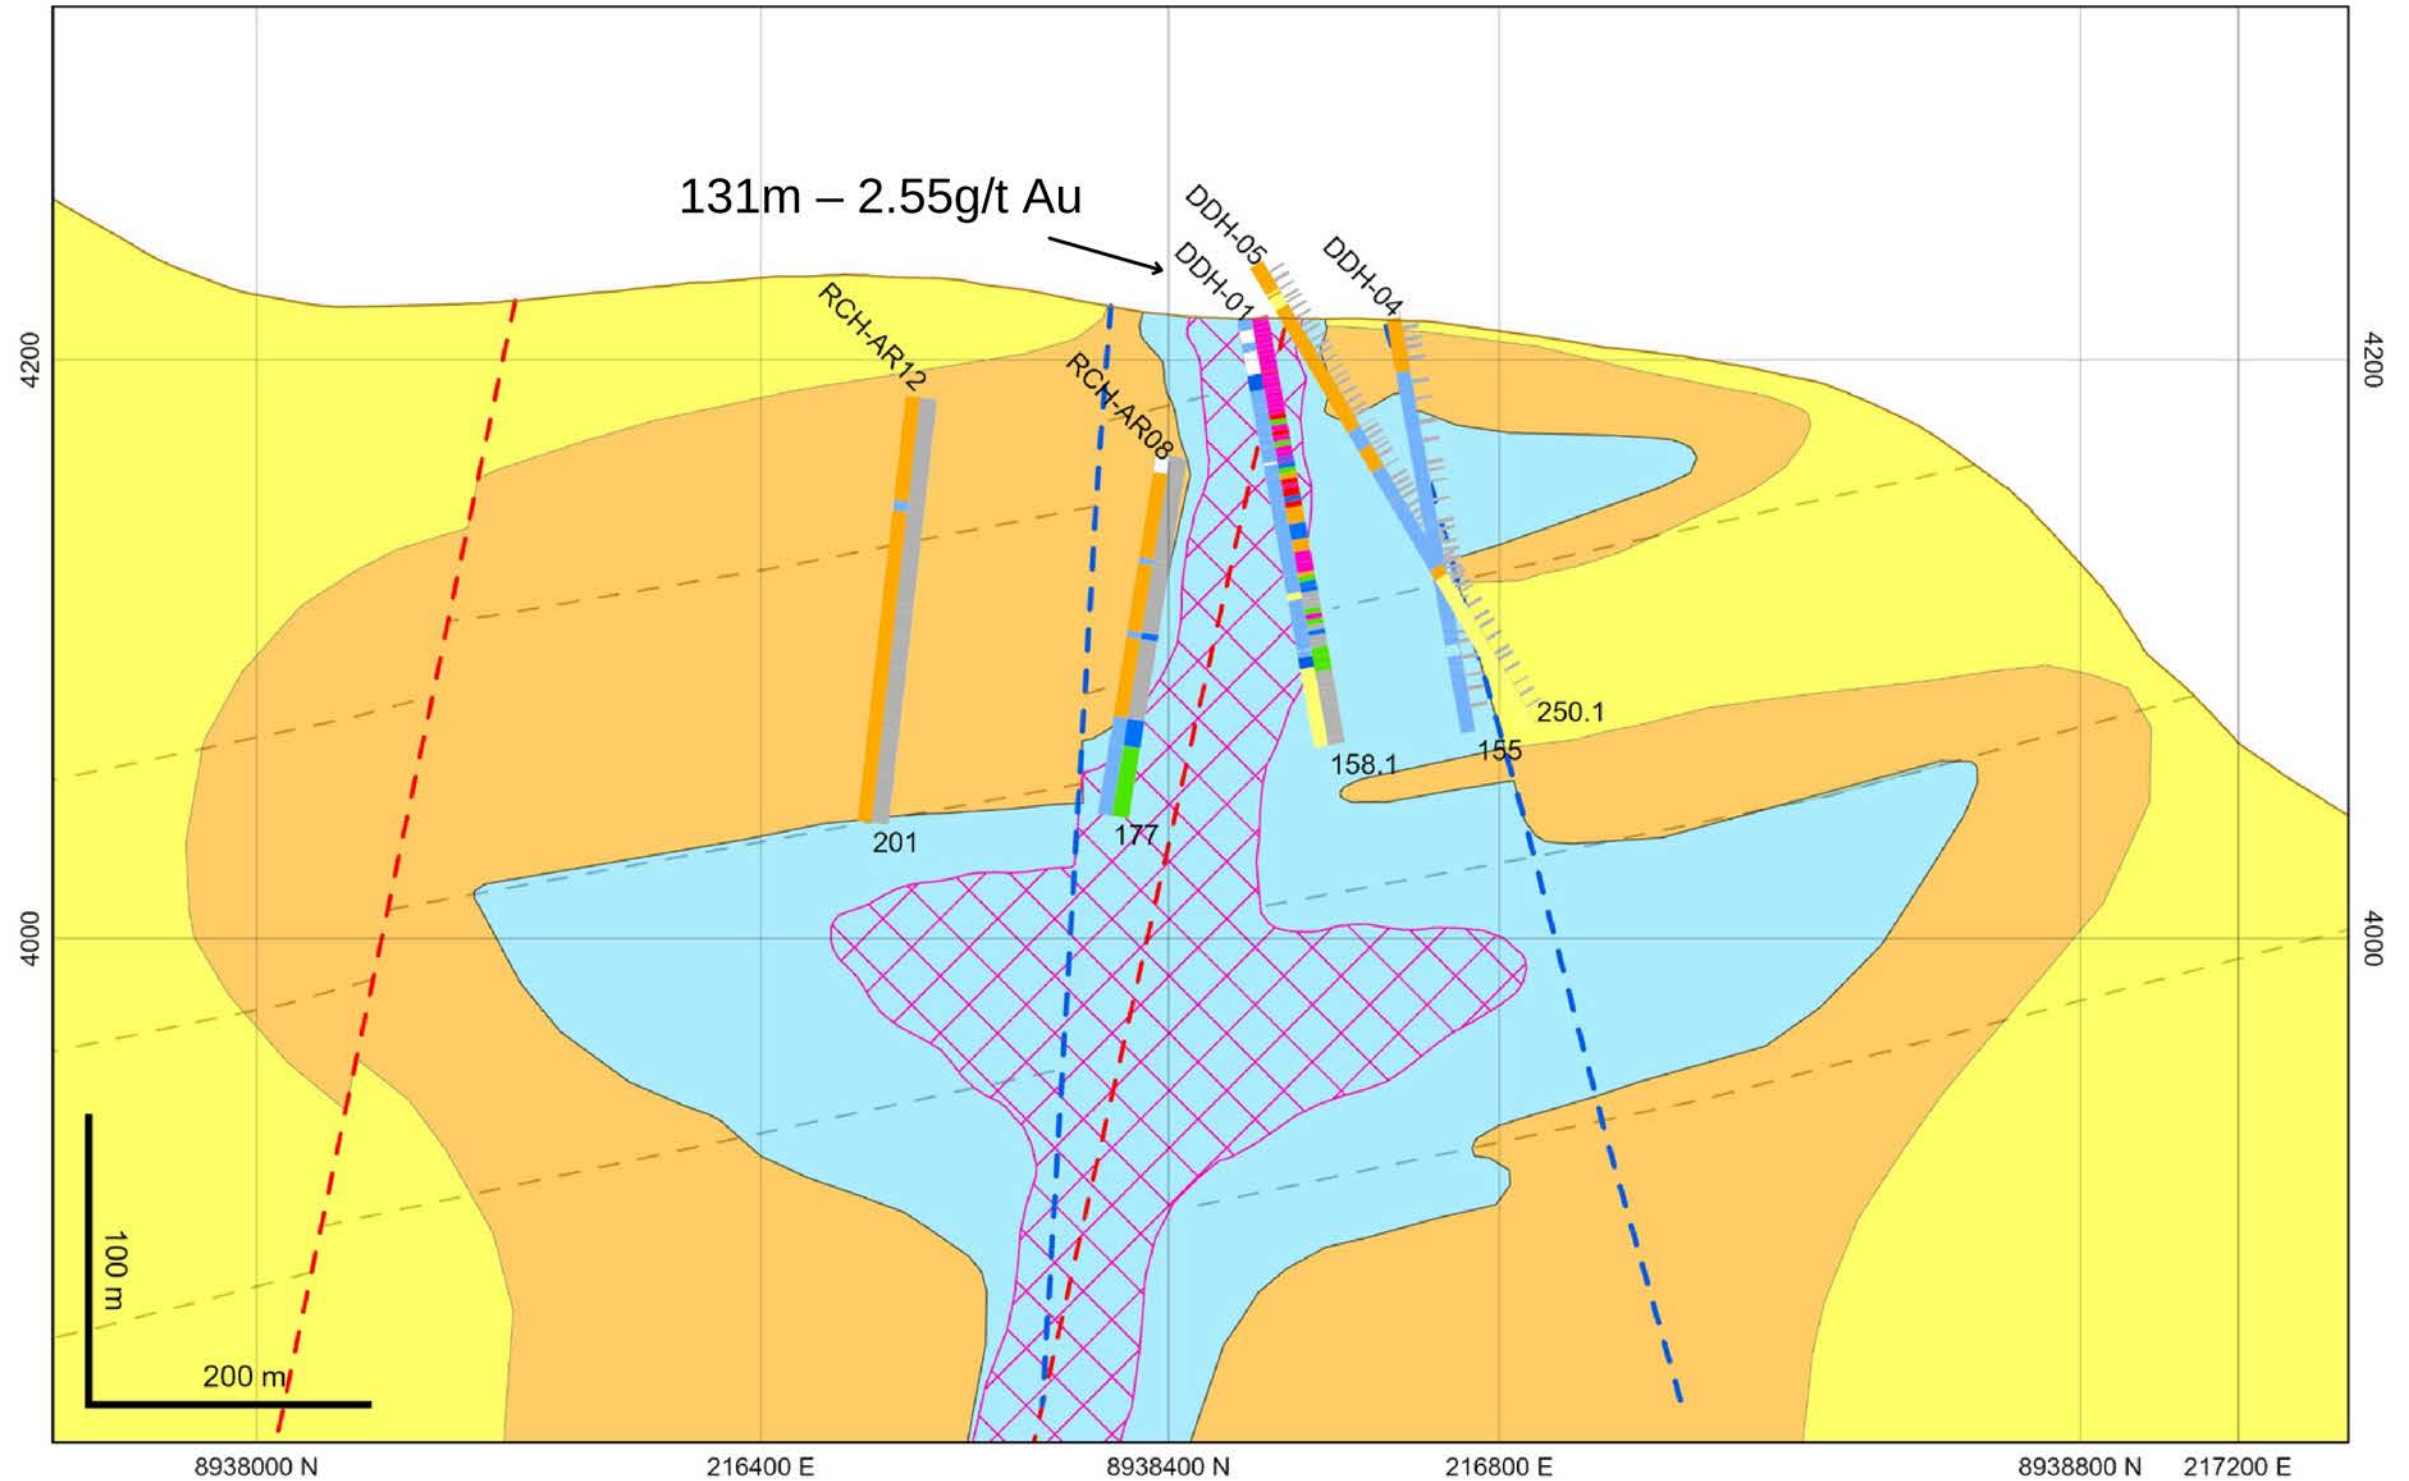 131m – 2.55g/t Au
DDH-05
DDH-01
DDH-04
RCH-AR12
RCH-AR08
4200
4200
250.1
155
158.1
177
201
4000
4000
100 m
200 m
8938000 N
216400 E
8938400 N
216800 E
8938800 N
217200 E